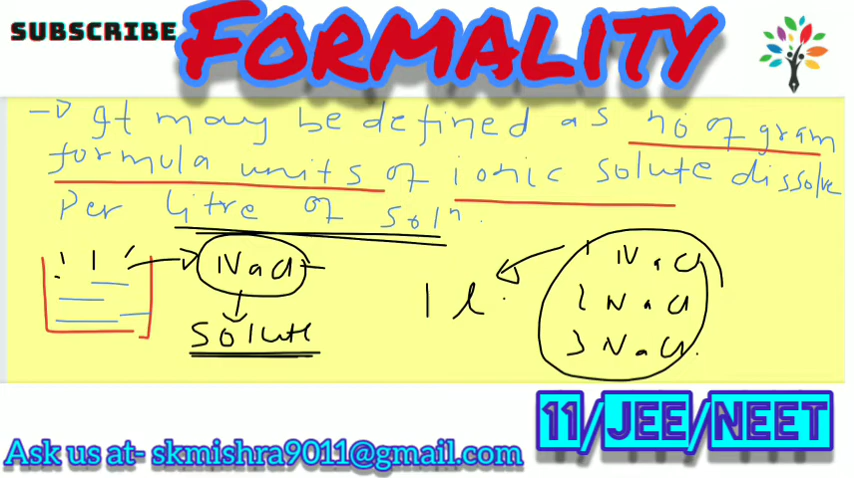 SUBSCRIBE
FORMALITY
→ It may be defined as no of gram
formula units of ionic solute dissolve
per litre of solⁿ.
NaCl
solute
1 l
1 NaCl
2 NaCl
3 NaCl.
11/JEE/NEET
Ask us at- skmishra9011@gmail.com